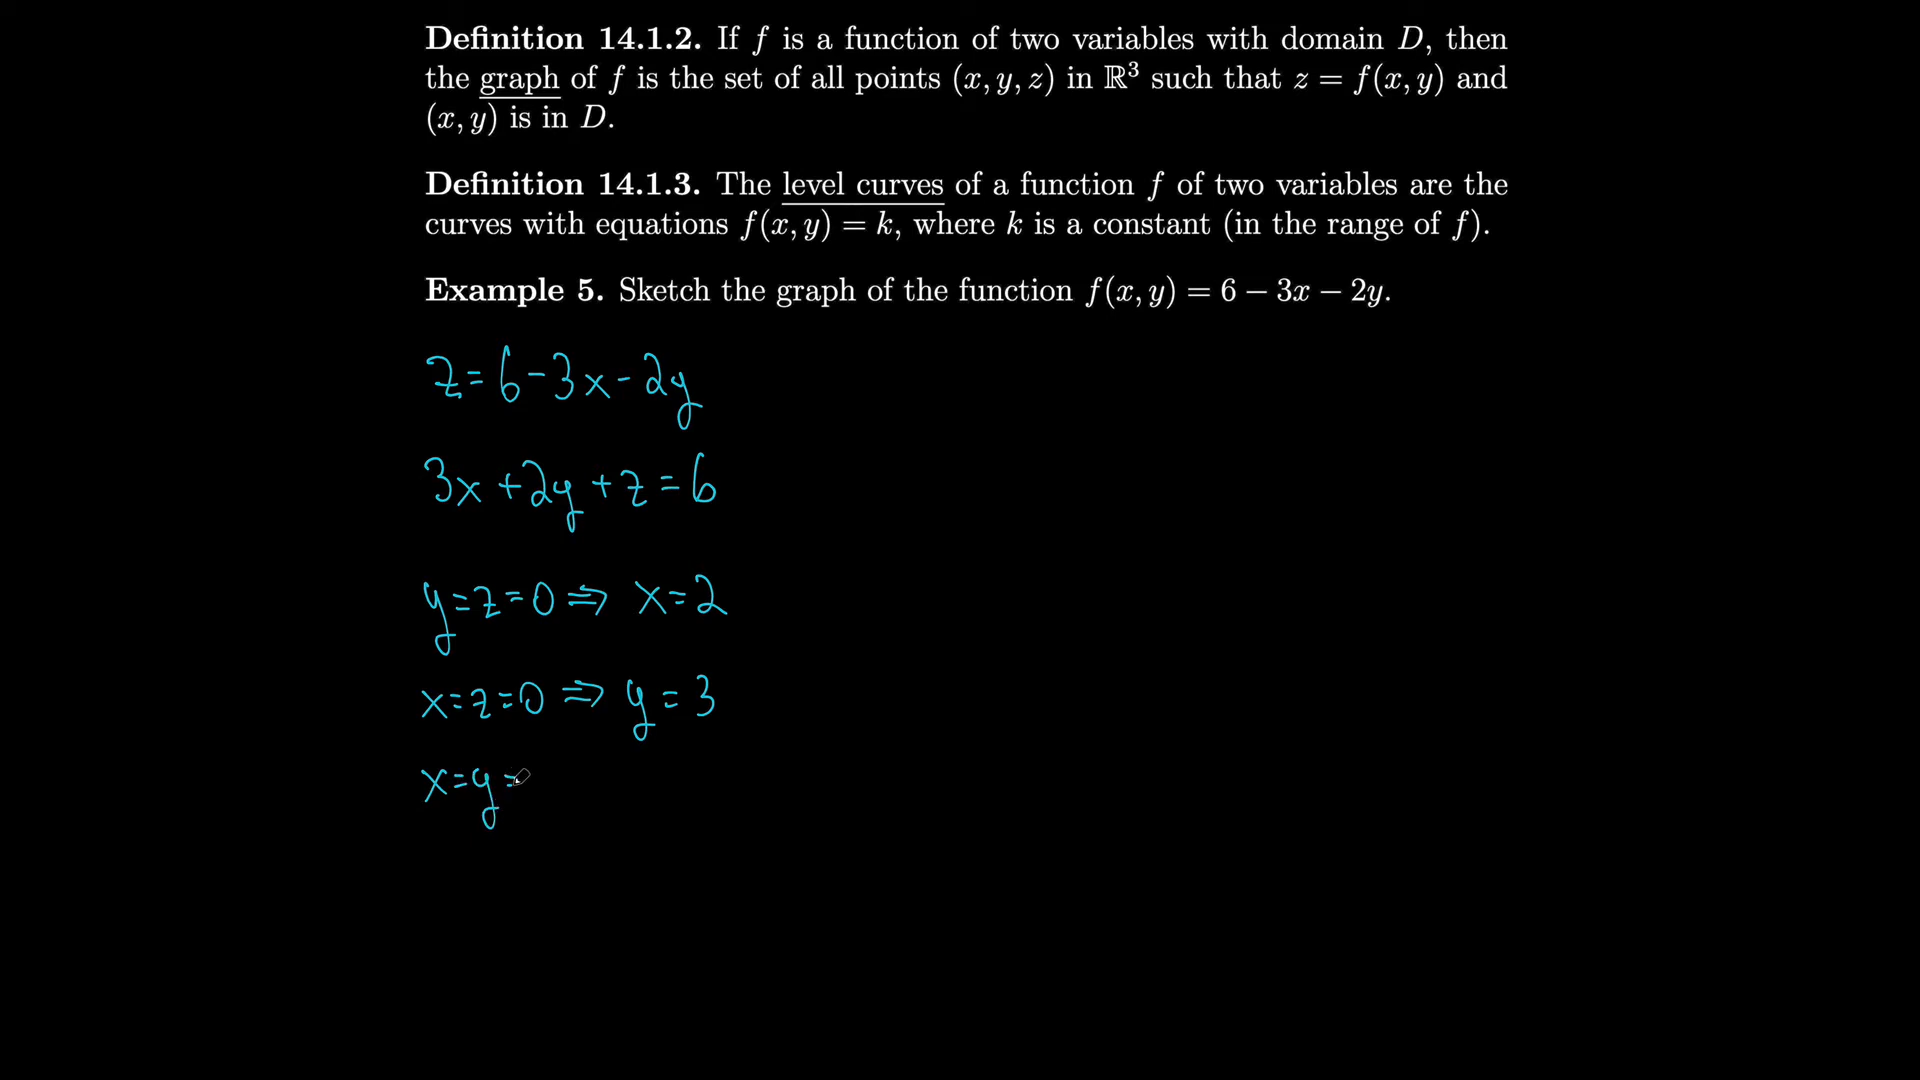 Definition 14.1.2. If f is a function of two variables with domain D, then
the graph of f is the set of all points (x, y, z) in ℝ³ such that z = f(x, y) and
(x, y) is in D.
Definition 14.1.3. The level curves of a function f of two variables are the
curves with equations f(x, y) = k, where k is a constant (in the range of f).
Example 5. Sketch the graph of the function f(x, y) = 6 − 3x − 2y.
z = 6 − 3x − 2y
3x + 2y + z = 6
y = z = 0 ⇒ x = 2
x = z = 0 ⇒ y = 3
x = y =